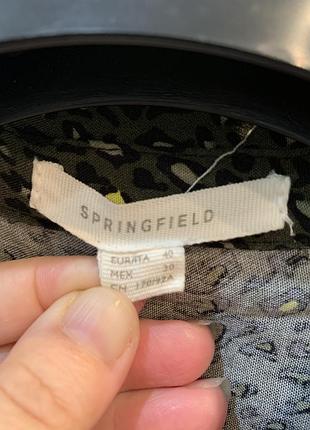 SPRINGFIELD
EUR/ITA 40
MEX 30
CH 170/92A